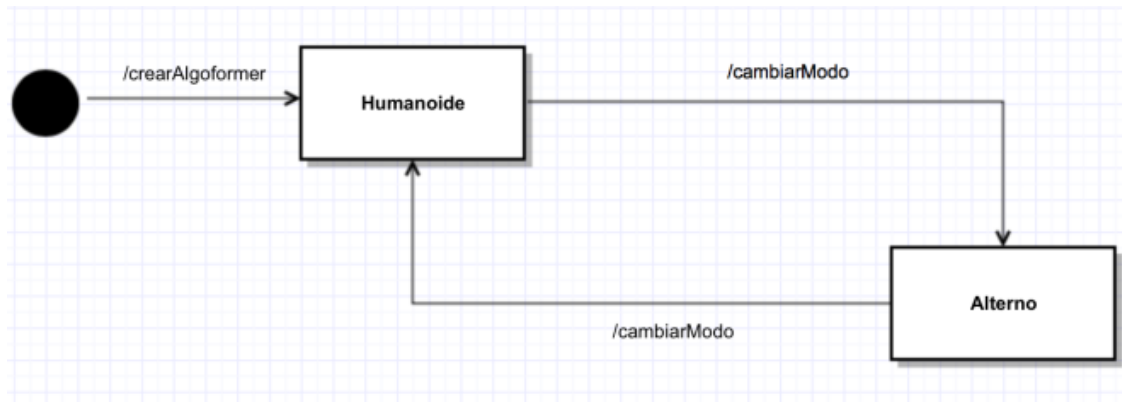 /crearAlgoformer
Humanoide
/cambiarModo
Alterno
/cambiarModo